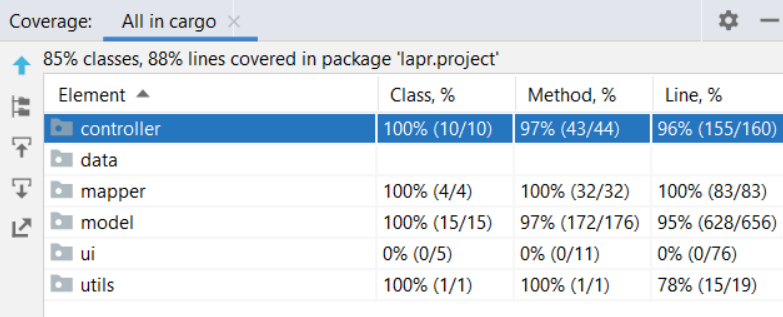 Coverage: All in cargo
85% classes, 88% lines covered in package 'lapr.project'
Element Class, % Method, % Line, %
controller 100% (10/10) 97% (43/44) 96% (155/160)
data
mapper 100% (4/4) 100% (32/32) 100% (83/83)
model 100% (15/15) 97% (172/176) 95% (628/656)
ui 0% (0/5) 0% (0/11) 0% (0/76)
utils 100% (1/1) 100% (1/1) 78% (15/19)